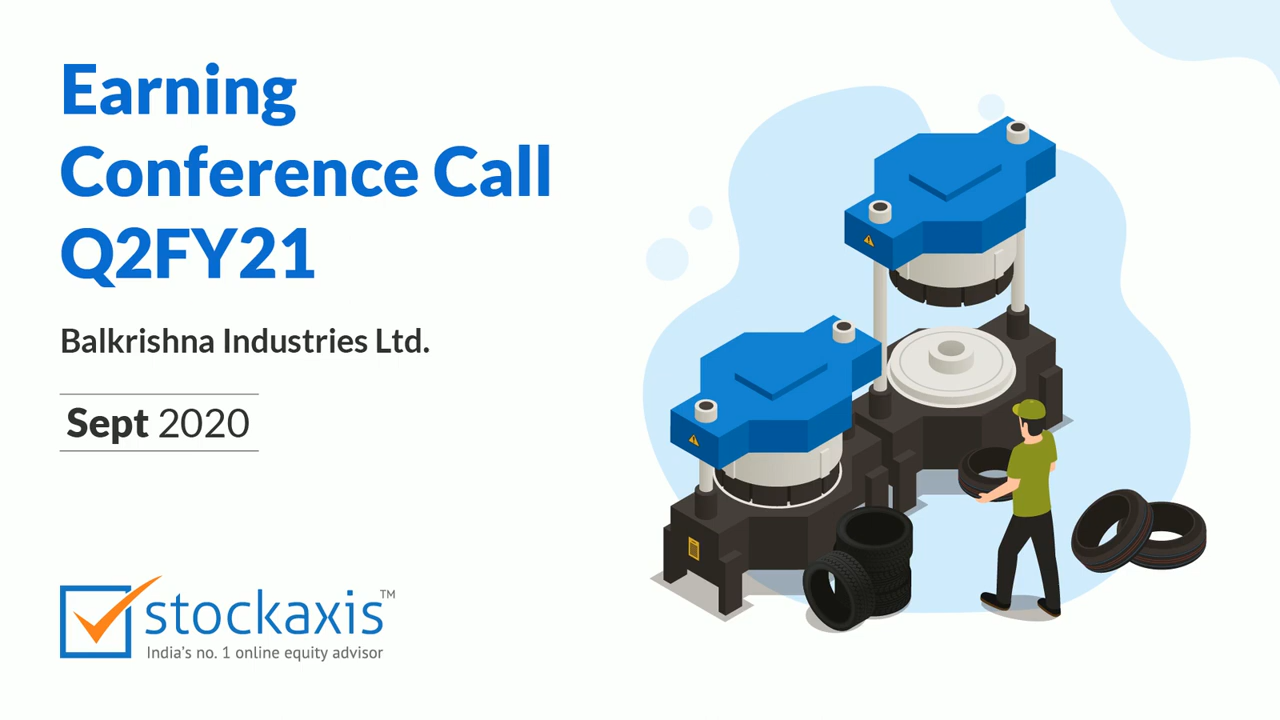 Earning
Conference Call
Q2FY21
Balkrishna Industries Ltd.
Sept 2020
stockaxis™
India's no. 1 online equity advisor